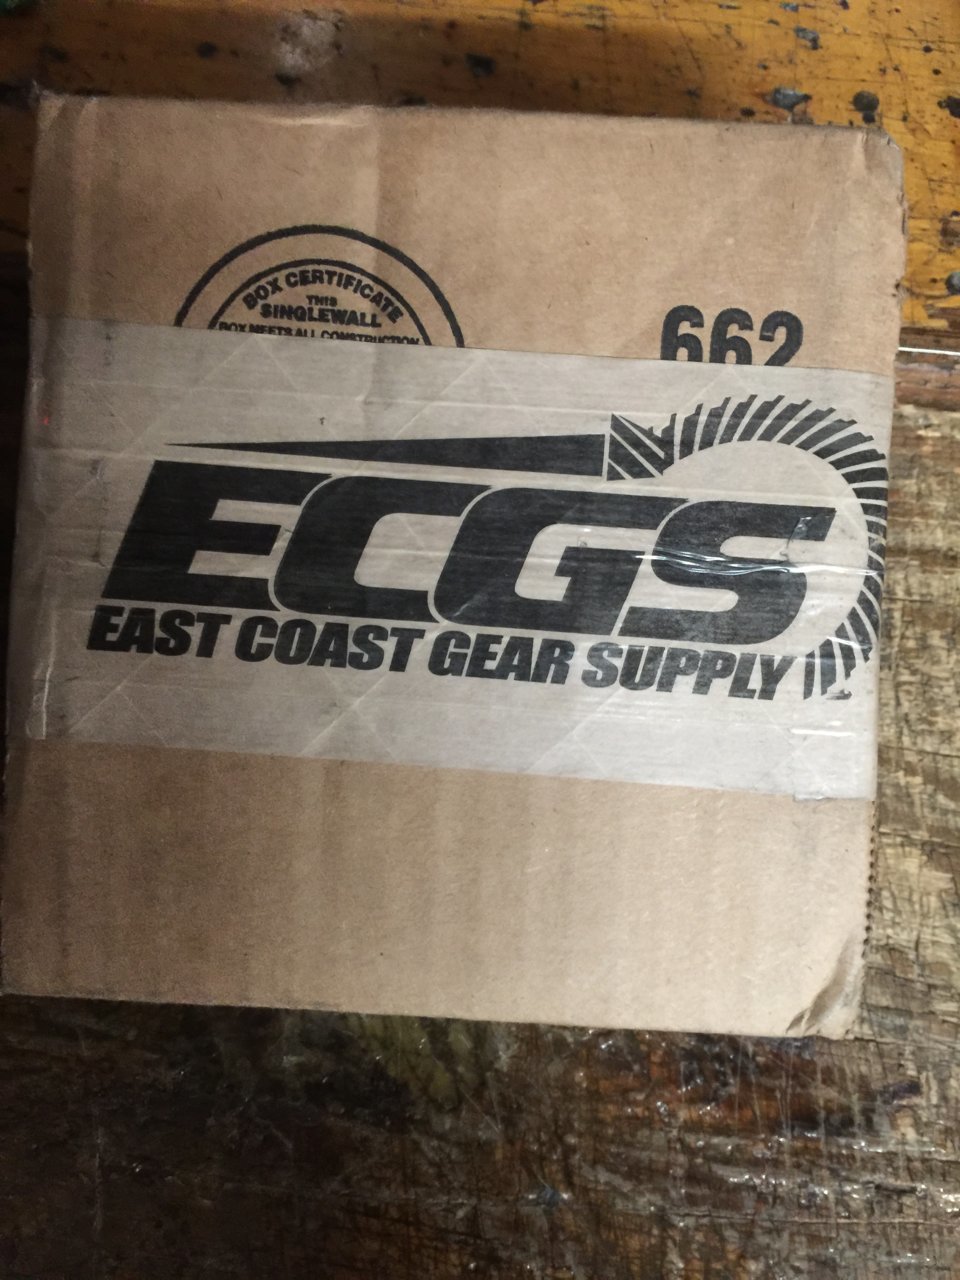 BOX CERTIFICATE
THIS
SINGLEWALL
BOX MEETS ALL CONSTRUCTION
662
ECGS
EAST COAST GEAR SUPPLY